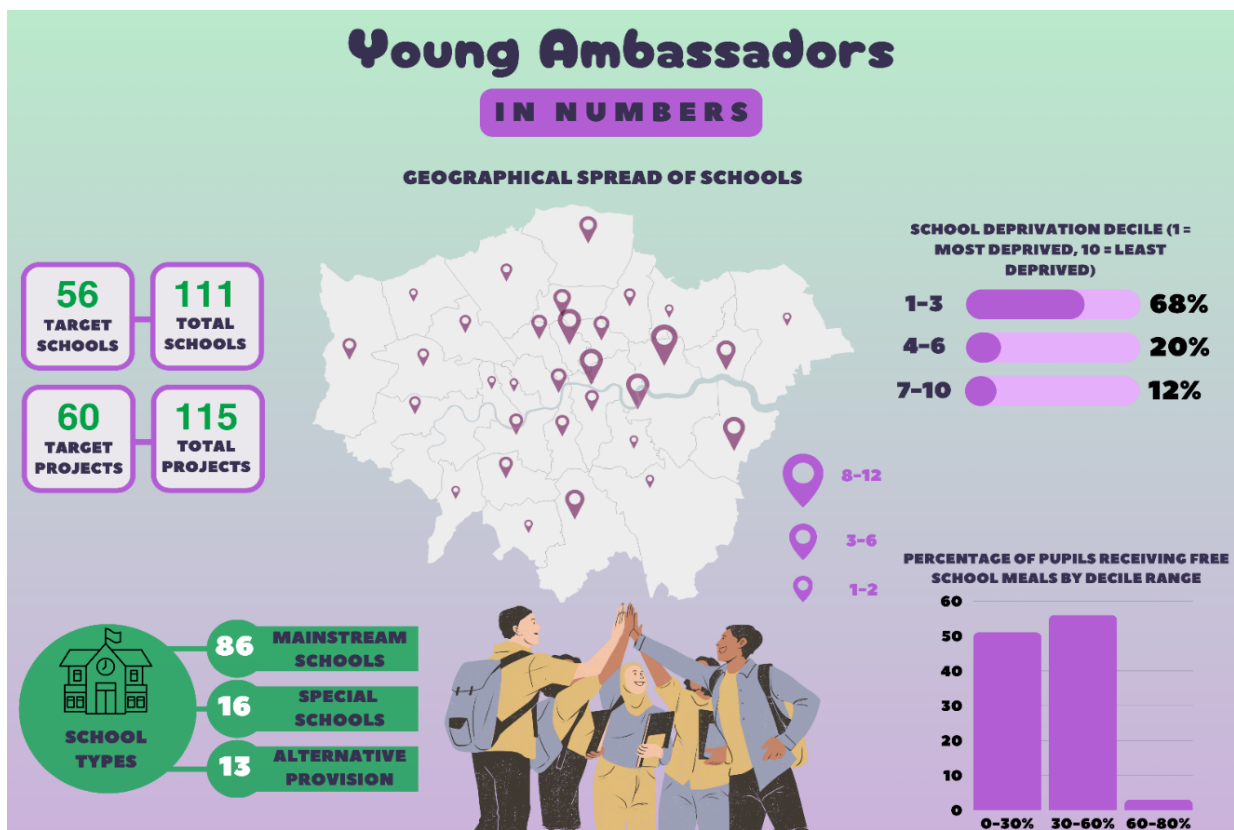 Young Ambassadors
IN NUMBERS
GEOGRAPHICAL SPREAD OF SCHOOLS
56
TARGET
SCHOOLS
111
TOTAL
SCHOOLS
60
TARGET
PROJECTS
115
TOTAL
PROJECTS
SCHOOL DEPRIVATION DECILE (1 =
MOST DEPRIVED, 10 = LEAST
DEPRIVED)
1-3
68%
4-6
20%
7-10
12%
8-12
3-6
1-2
SCHOOL
TYPES
86
MAINSTREAM
SCHOOLS
16
SPECIAL
SCHOOLS
13
ALTERNATIVE
PROVISION
PERCENTAGE OF PUPILS RECEIVING FREE
SCHOOL MEALS BY DECILE RANGE
60
50
40
30
20
10
0
0-30%
30-60%
60-80%